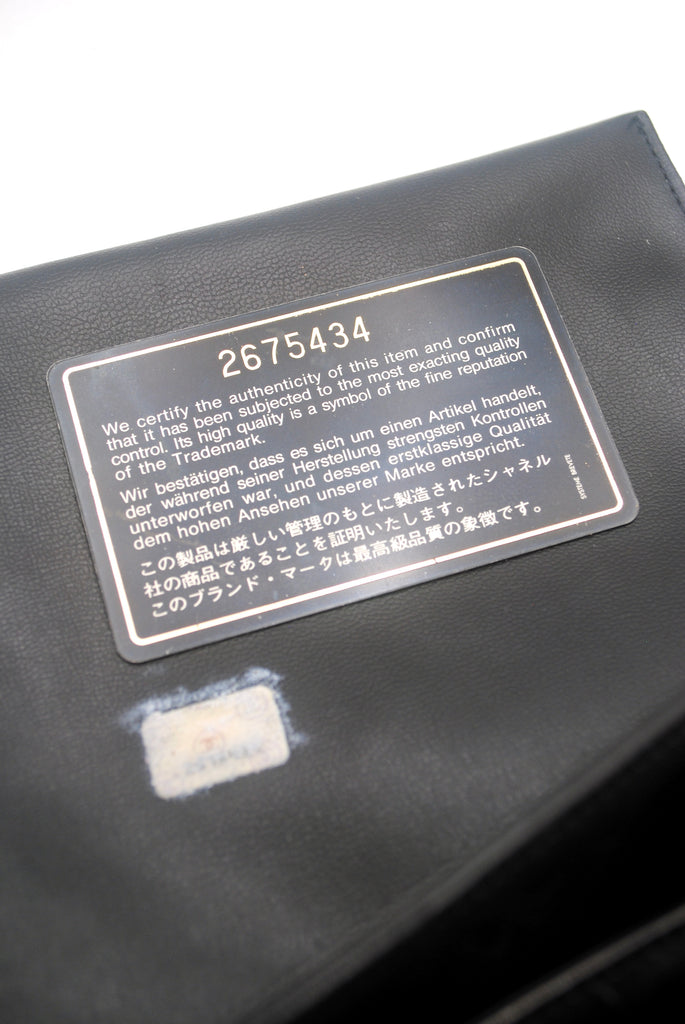 2675434
We certify the authenticity of this item and confirm
that it has been subjected to the most exacting quality
control. Its high quality is a symbol of the fine reputation
of the Trademark.
Wir bestätigen, dass es sich um einen Artikel handelt,
der während seiner Herstellung strengsten Kontrollen
unterworfen war, und dessen erstklassige Qualität
dem hohen Ansehen unserer Marke entspricht.
この製品は厳しい管理のもとに製造されたシャネル
社の商品であることを証明いたします。
このブランド・マークは最高級品質の象徴です。